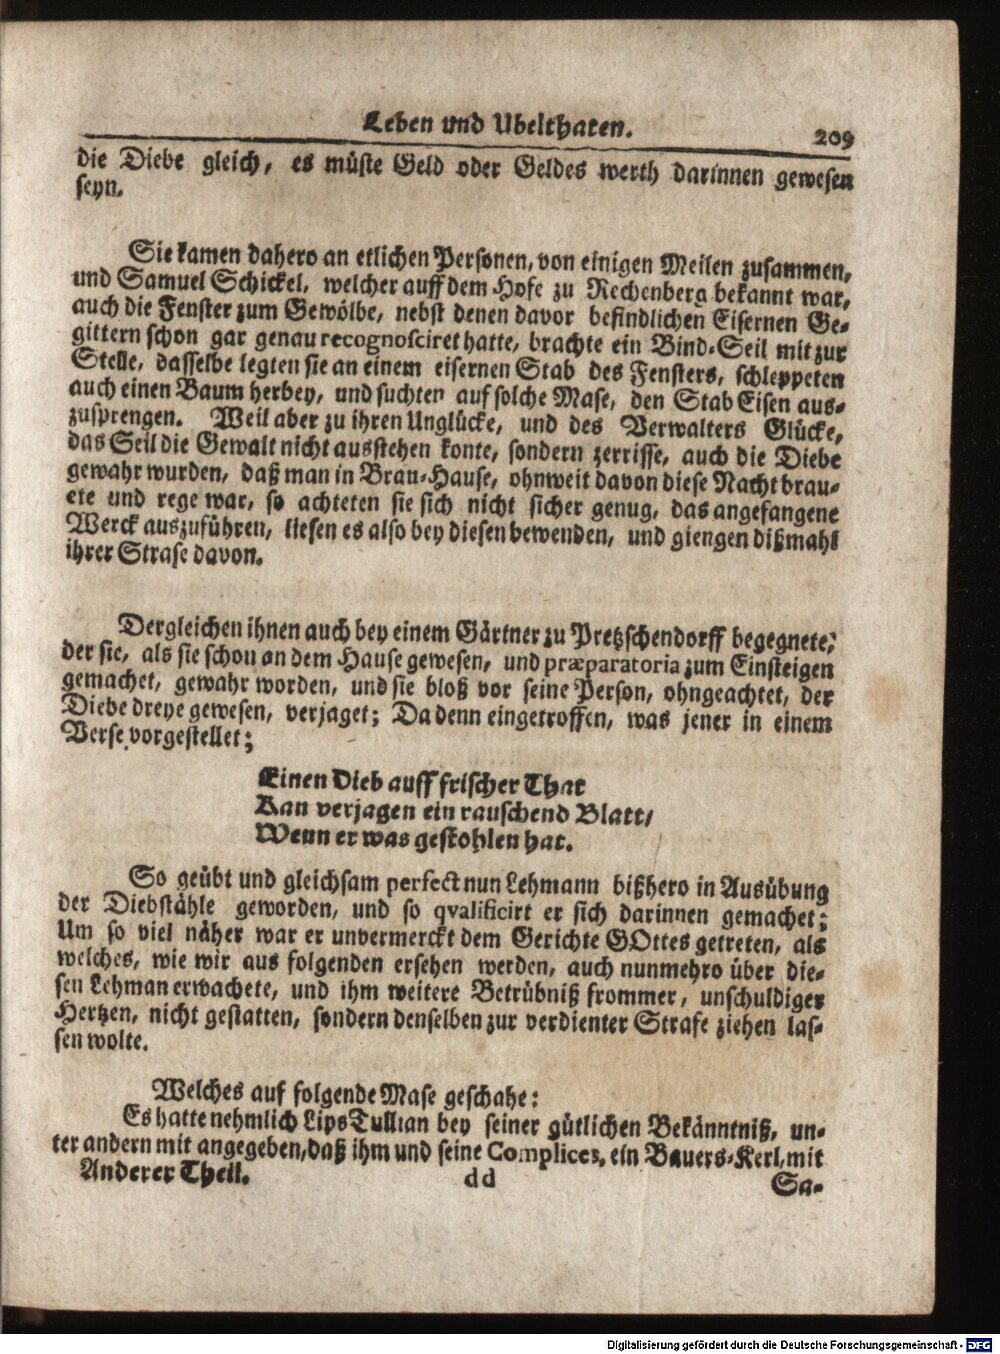 Leben und Ubelthaten. 209
die Diebe gleich, es müste Geld oder Geldes werth darinnen gewesen
seyn.
Sie kamen dahero an etlichen Personen, von einigen Meilen zusammen,
und Samuel Schickel, welcher auff dem Hofe zu Rechenberg bekannt war,
auch die Fenster zum Gewölbe, nebst denen davor befindlichen Eisernen Ge-
gittern schon gar genau recognosciret hatte, brachte ein Bind-Seil mit zur
Stelle, dasselbe legten sie an einem eisernen Stab des Fensters, schleppeten
auch einen Baum herbey, und suchten auf solche Mase, den Stab Eisen aus-
zusprengen. Weil aber zu ihren Unglücke, und des Verwalters Glücke,
das Seil die Gewalt nicht ausstehen konte, sondern zerrisse, auch die Diebe
gewahr wurden, daß man in Brau-Hause, ohnweit davon diese Nacht brau-
ete und rege war, so achteten sie sich nicht sicher genug, das angefangene
Werck auszuführen, liesen es also bey diesen bewenden, und giengen dißmahl
ihrer Strase davon.
Dergleichen ihnen auch bey einem Gärtner zu Pretzschendorff begegnete;
der sie, als sie schon an dem Hause gewesen, und præparatoria zum Einsteigen
gemachet, gewahr worden, und sie bloß vor seine Person, ohngeachtet, der
Diebe dreye gewesen, verjaget; Da denn eingetroffen, was jener in einem
Verse vorgestellet;
Einen Dieb auff frischer That
Kan verjagen ein rauschend Blatt/
Wenn er was gestohlen hat.
So geübt und gleichsam perfect nun Lehmann bißhero in Ausübung
der Diebstähle geworden, und so qvalificirt er sich darinnen gemachet;
Um so viel näher war er unvermerckt dem Gerichte GOttes getreten, als
welches, wie wir aus folgenden ersehen werden, auch nunmehro über die-
sen Lehman erwachete, und ihm weitere Betrübniß frommer, unschuldiger
Hertzen, nicht gestatten, sondern denselben zur verdienter Strafe ziehen las-
sen wolte.
Welches auf folgende Mase geschahe:
Es hatte nehmlich Lips Tullian bey seiner gütlichen Bekänntniß, un-
ter andern mit angegeben, daß ihm und seine Complices, ein Bauers-Kerl, mit
Anderer Theil. dd Sa-
Digitalisierung gefördert durch die Deutsche Forschungsgemeinschaft - DFG